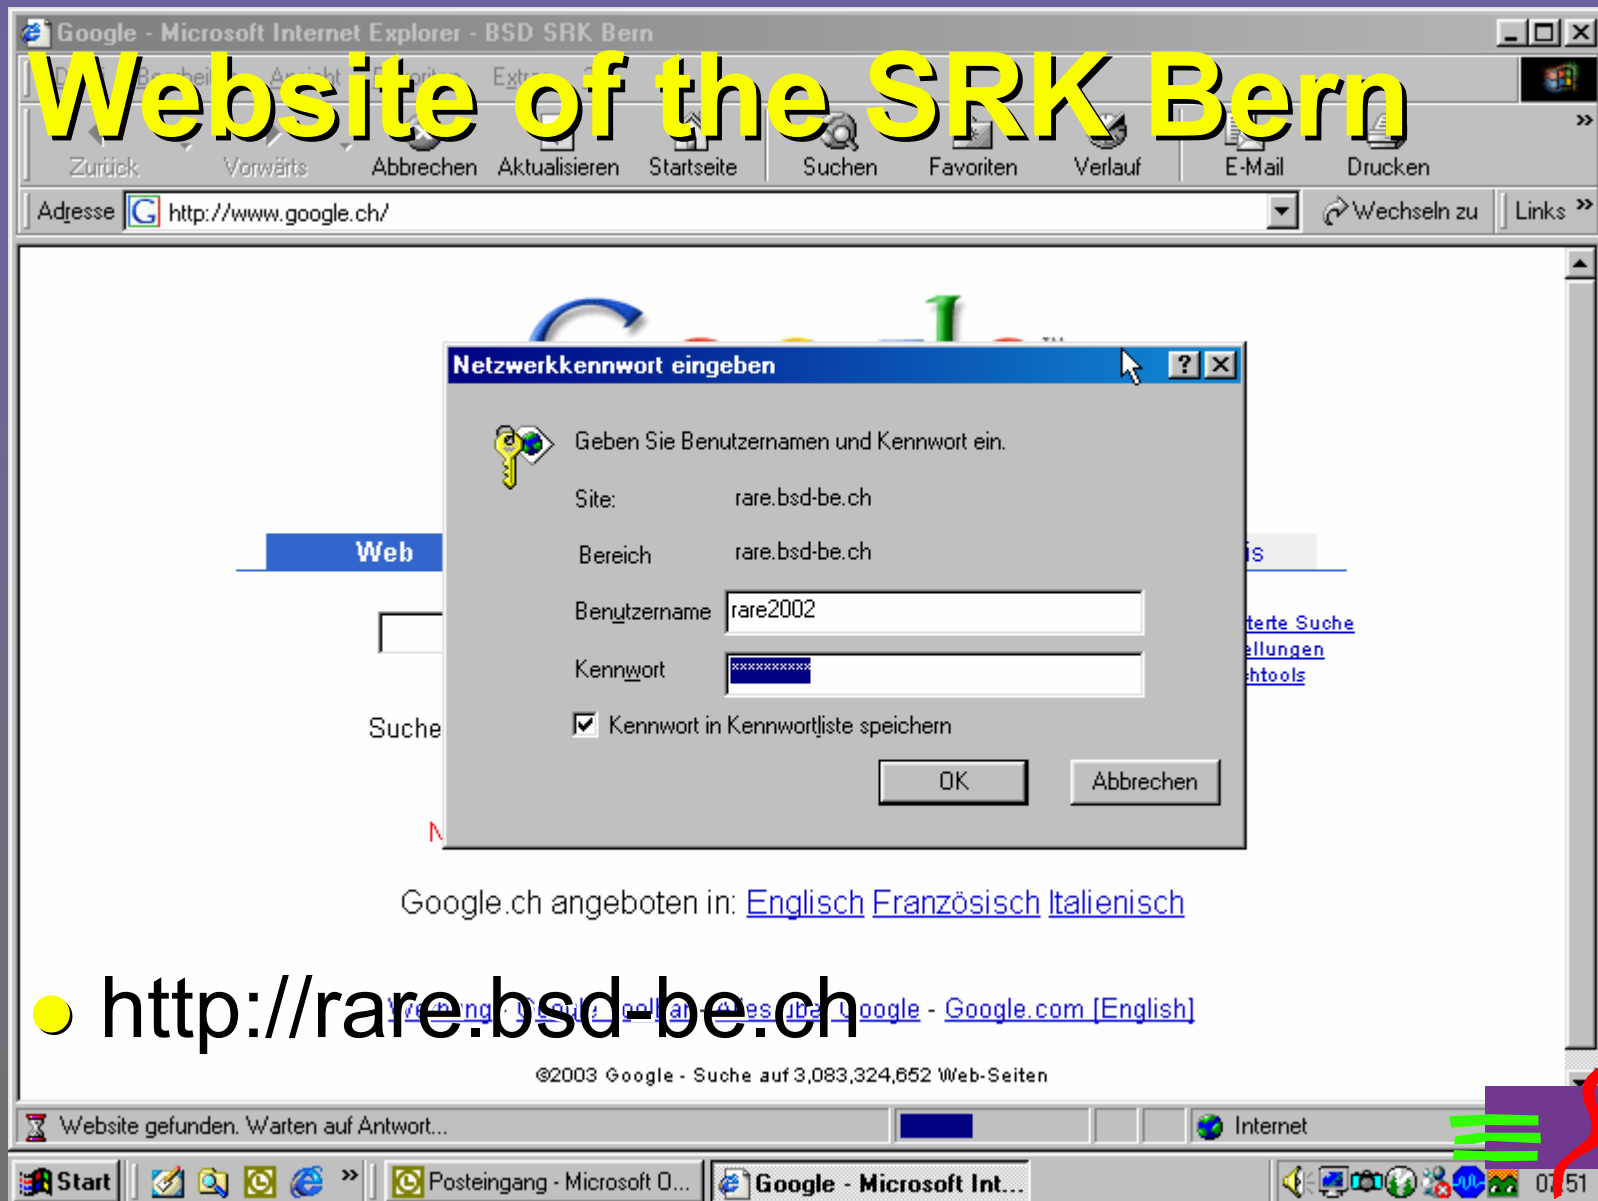 Google - Microsoft Internet Explorer - BSD SRK Bern
Website of the SRK Bern
Zurück Vorwärts Abbrechen Aktualisieren Startseite Suchen Favoriten Verlauf E-Mail Drucken »
Adresse http://www.google.ch/ Wechseln zu Links »
Netzwerkkennwort eingeben
Geben Sie Benutzernamen und Kennwort ein.
Site: rare.bsd-be.ch
Bereich rare.bsd-be.ch
Web
Benutzername rare2002
Kennwort **********
terte Suche
ellungen
htools
Suche
Kennwort in Kennwortliste speichern
OK Abbrechen
Google.ch angeboten in: Englisch Französisch Italienisch
http://rare.bsd-be.ch
Google - Google.com [English]
©2003 Google - Suche auf 3,083,324,652 Web-Seiten
Website gefunden. Warten auf Antwort... Internet
Start » Posteingang - Microsoft O... Google - Microsoft Int...